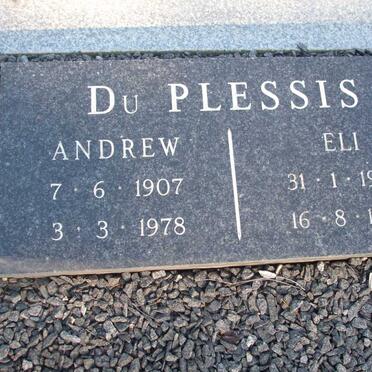 DU PLESSIS
ANDREW
7 · 6 · 1907
3 · 3 · 1978
ELI
31 · 1 · 
16 · 8 ·